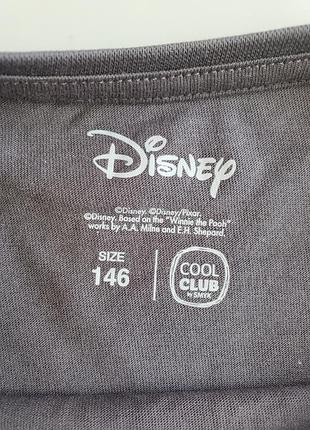 Disney
©Disney. ©Disney/Pixar.
©Disney. Based on the "Winnie the Pooh"
works by A.A. Milne and E.H. Shepard.
SIZE
146
COOL
CLUB
by SMYK